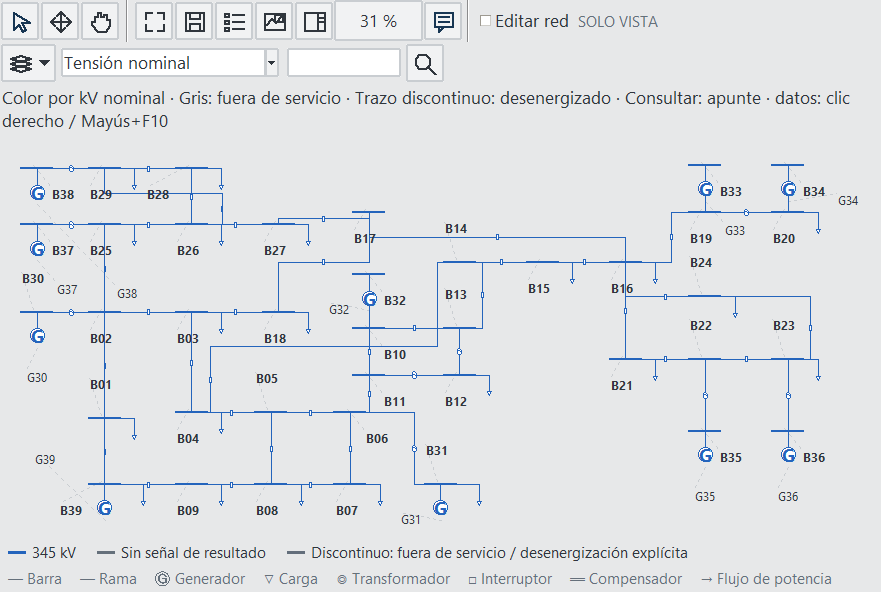 31 %
Editar red SOLO VISTA
Tensión nominal
Color por kV nominal · Gris: fuera de servicio · Trazo discontinuo: desenergizado · Consultar: apunte · datos: clic
derecho / Mayús+F10
G B38 B29 B28 G B33 G B34 G34
B17 B14 B19 G33 B20
G B37 B25 B26 B27 B24
B30 G37 G38 G32 G B32 B13 B15 B16
G B02 B03 B18 B22 B23
G30 B01 B05 B10 B21
B11 B12
B04 B06 B31
G39 G B35 G B36
B39 G B09 B08 B07 G31 G G35 G36
345 kV Sin señal de resultado Discontinuo: fuera de servicio / desenergización explícita
Barra Rama G Generador Carga Transformador Interruptor Compensador Flujo de potencia